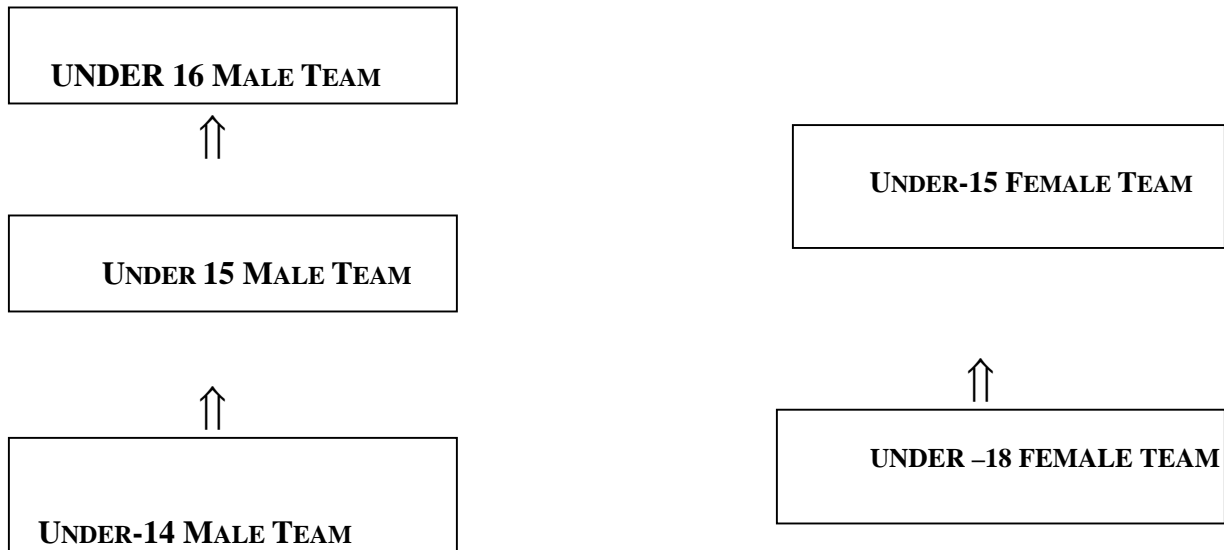 UNDER 16 MALE TEAM
⇑
UNDER 15 MALE TEAM
⇑
UNDER-14 MALE TEAM
UNDER-15 FEMALE TEAM
⇑
UNDER –18 FEMALE TEAM